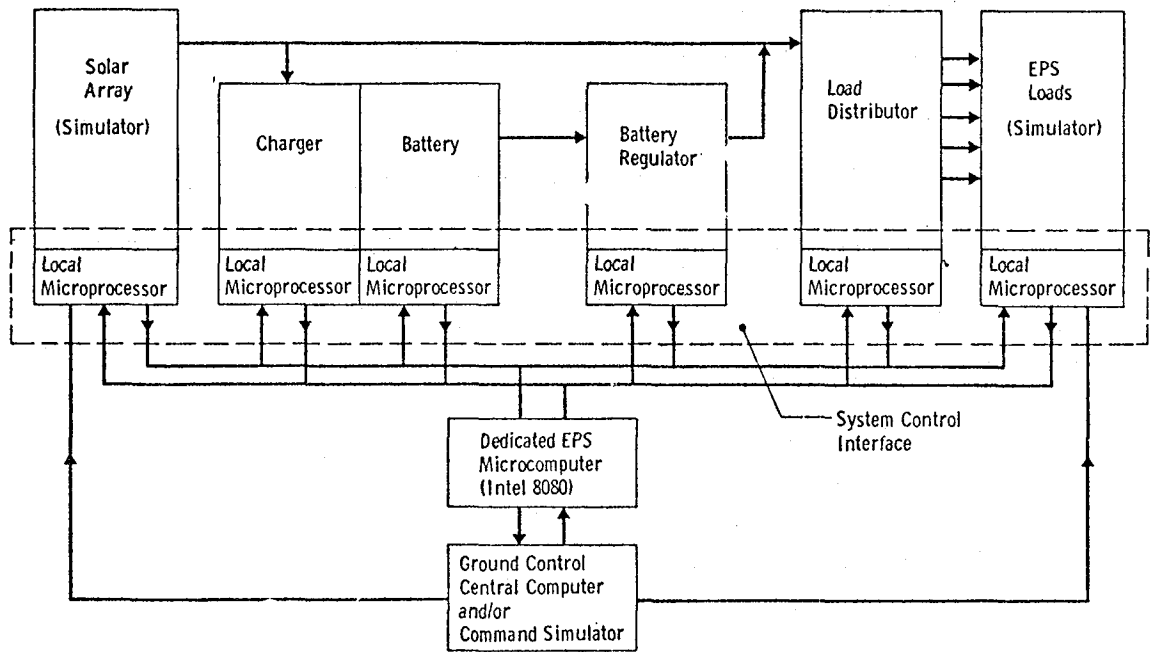 Solar
Array
(Simulator)
Charger
Battery
Battery
Regulator
Load
Distributor
EPS
Loads
(Simulator)
Local
Microprocessor
Local
Microprocessor
Local
Microprocessor
Local
Microprocessor
Local
Microprocessor
Local
Microprocessor
System Control
Interface
Dedicated EPS
Microcomputer
(Intel 8080)
Ground Control
Central Computer
and/or
Command Simulator